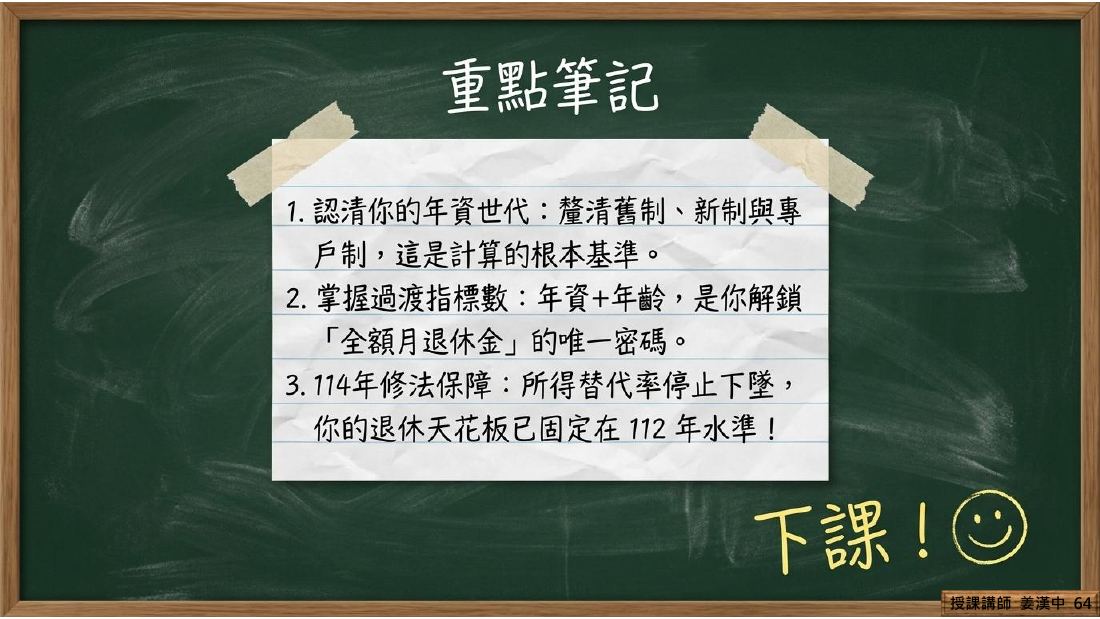 重點筆記
1. 認清你的年資世代：釐清舊制、新制與專
戶制，這是計算的根本基準。
2. 掌握過渡指標數：年資+年齡，是你解鎖
「全額月退休金」的唯一密碼。
3. 114年修法保障：所得替代率停止下墜，
你的退休天花板已固定在 112 年水準！
下課！
授課講師 姜漢中 64